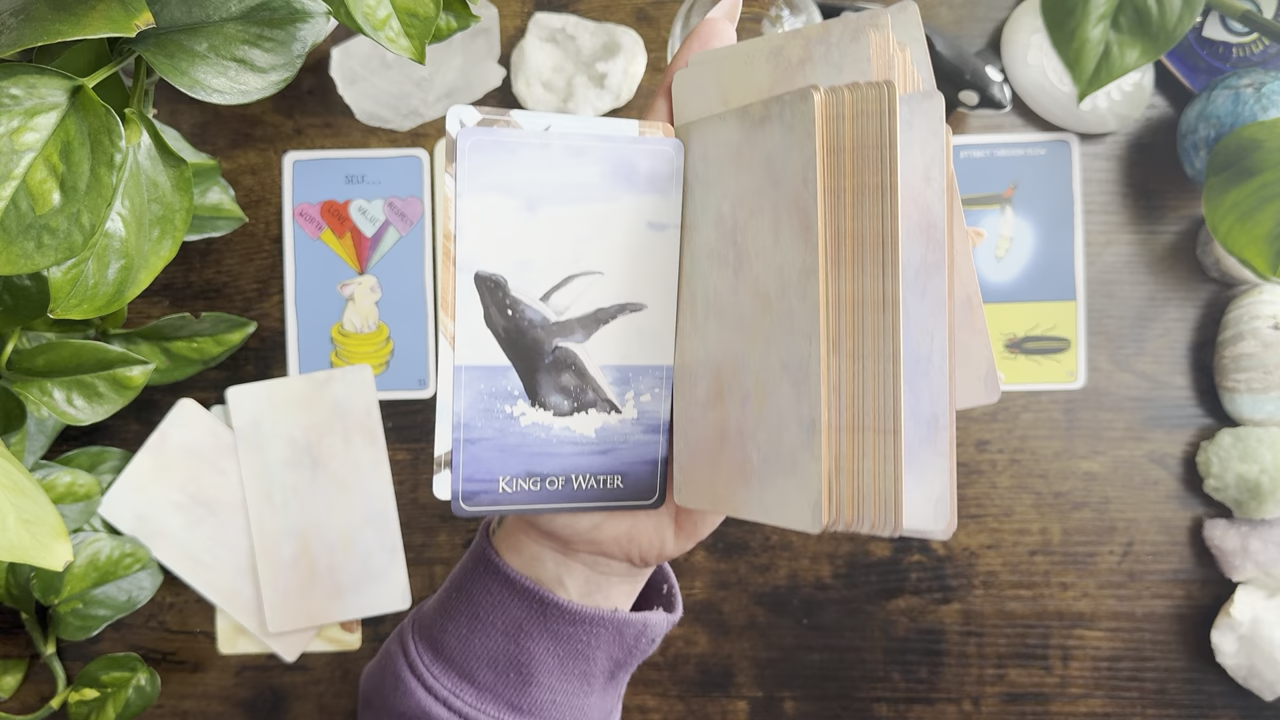 SELF...
WORTH
LOVE
VALUE
RESPECT
KING OF WATER